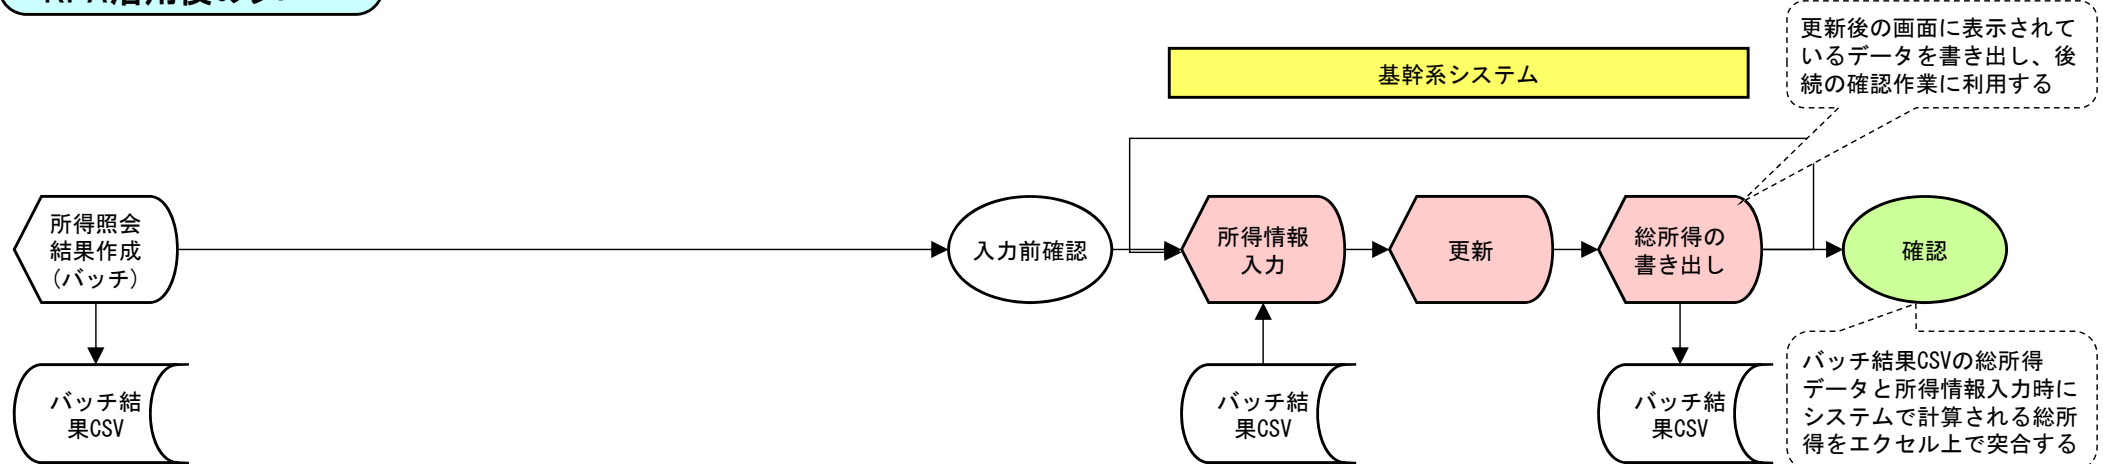 更新後の画面に表示されて
いるデータを書き出し、後
続の確認作業に利用する
基幹系システム
所得照会
結果作成
(バッチ)
入力前確認
所得情報
入力
更新
総所得の
書き出し
確認
バッチ結
果CSV
バッチ結
果CSV
バッチ結
果CSV
バッチ結果CSVの総所得
データと所得情報入力時に
システムで計算される総所
得をエクセル上で突合する